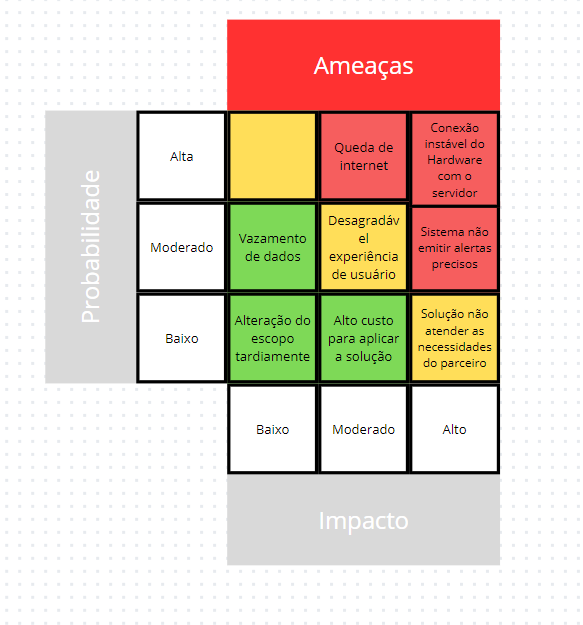 Ameaças
Probabilidade
Alta
Queda de
internet
Conexão
instável do
Hardware
com o
servidor
Moderado
Vazamento
de dados
Desagradáv
el
experiência
de usuário
Sistema não
emitir alertas
precisos
Baixo
Alteração do
escopo
tardiamente
Alto custo
para aplicar
a solução
Solução não
atender as
necessidades
do parceiro
Baixo
Moderado
Alto
Impacto